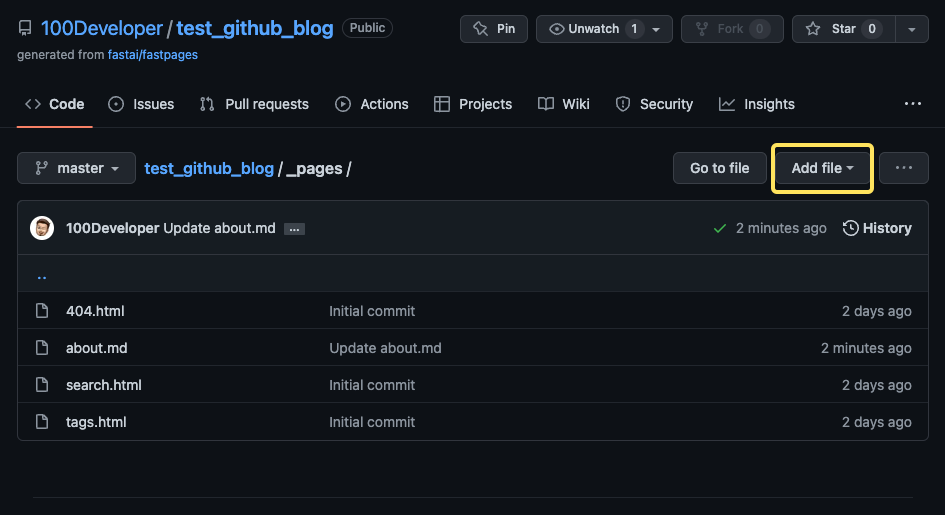 100Developer / test_github_blog Public Pin Unwatch 1 Fork 0 Star 0
generated from fastai/fastpages
Code Issues Pull requests Actions Projects Wiki Security Insights ...
master test_github_blog / _pages / Go to file Add file ...
100Developer Update about.md ... 2 minutes ago History
..
404.html Initial commit 2 days ago
about.md Update about.md 2 minutes ago
search.html Initial commit 2 days ago
tags.html Initial commit 2 days ago